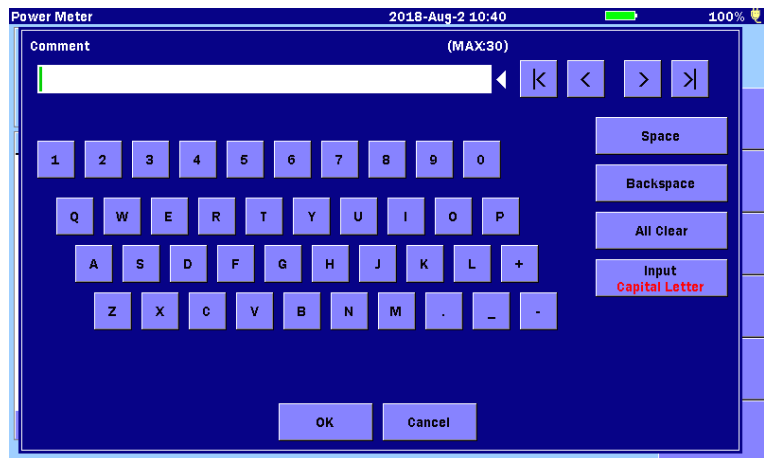 Power Meter 2018-Aug-2 10:40 100%
Comment (MAX:30)
|< < > >|
Space
1 2 3 4 5 6 7 8 9 0
Backspace
Q W E R T Y U I O P
All Clear
A S D F G H J K L +
Input
Capital Letter
Z X C V B N M . _ -
OK Cancel